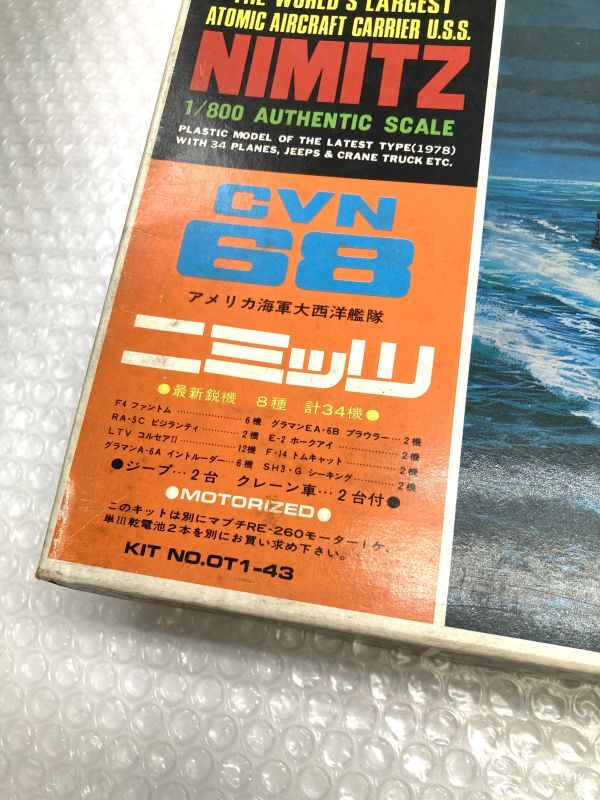 THE WORLD'S LARGEST
ATOMIC AIRCRAFT CARRIER U.S.S.
NIMITZ
1/800 AUTHENTIC SCALE
PLASTIC MODEL OF THE LATEST TYPE(1978)
WITH 34 PLANES, JEEPS & CRANE TRUCK ETC.
CVN
68
アメリカ海軍大西洋艦隊
ニミッツ
●最新鋭機 8種 計34機●
F4 ファントム ………… 6機 グラマンEA-6B プラウラー… 2機
RA-5C ビジランティ ……… 2機 E-2 ホークアイ ………… 2機
LTV コルセアII ………… 12機 F-14 トムキャット ……… 2機
グラマンA-6A イントルーダー… 6機 SH3-G シーキング ……… 2機
●ジープ…2台 クレーン車…2台付●
●MOTORIZED●
このキットは別にマブチRE-260モーター1ケ、
単III乾電池2本を別にお買い求め下さい。
KIT NO.OT1-43